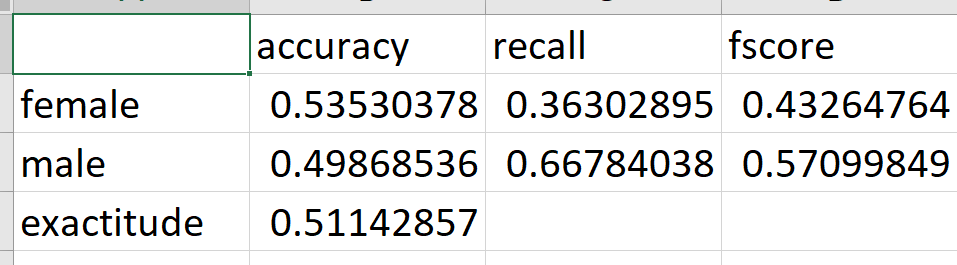 accuracy recall fscore
female 0.53530378 0.36302895 0.43264764
male 0.49868536 0.66784038 0.57099849
exactitude 0.51142857